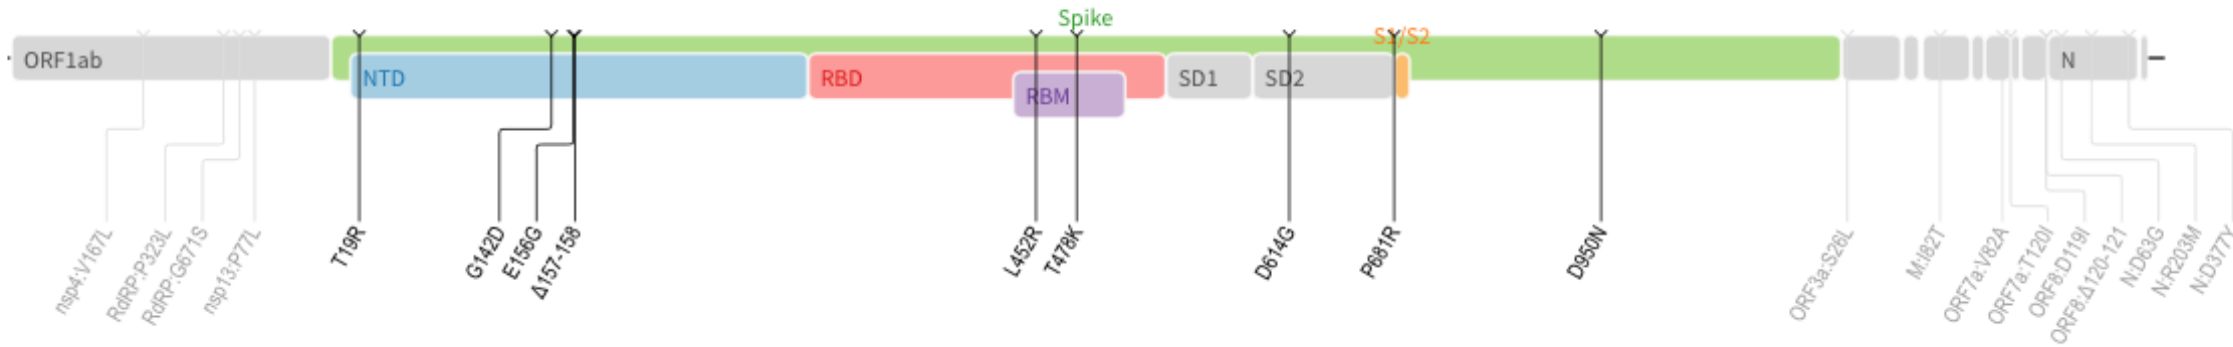 Spike
S1/S2
ORF1ab
NTD
RBD
RBM
SD1
SD2
N
nsp4:V167L
RdRP:P323L
RdRP:G671S
nsp13:P77L
T19R
G142D
E156G
Δ157-158
L452R
T478K
D614G
P681R
D950N
ORF3a:S26L
M:I82T
ORF7a:V82A
ORF7a:T120I
ORF8:D119I
ORF8:Δ120-121
N:D63G
N:R203M
N:D377Y